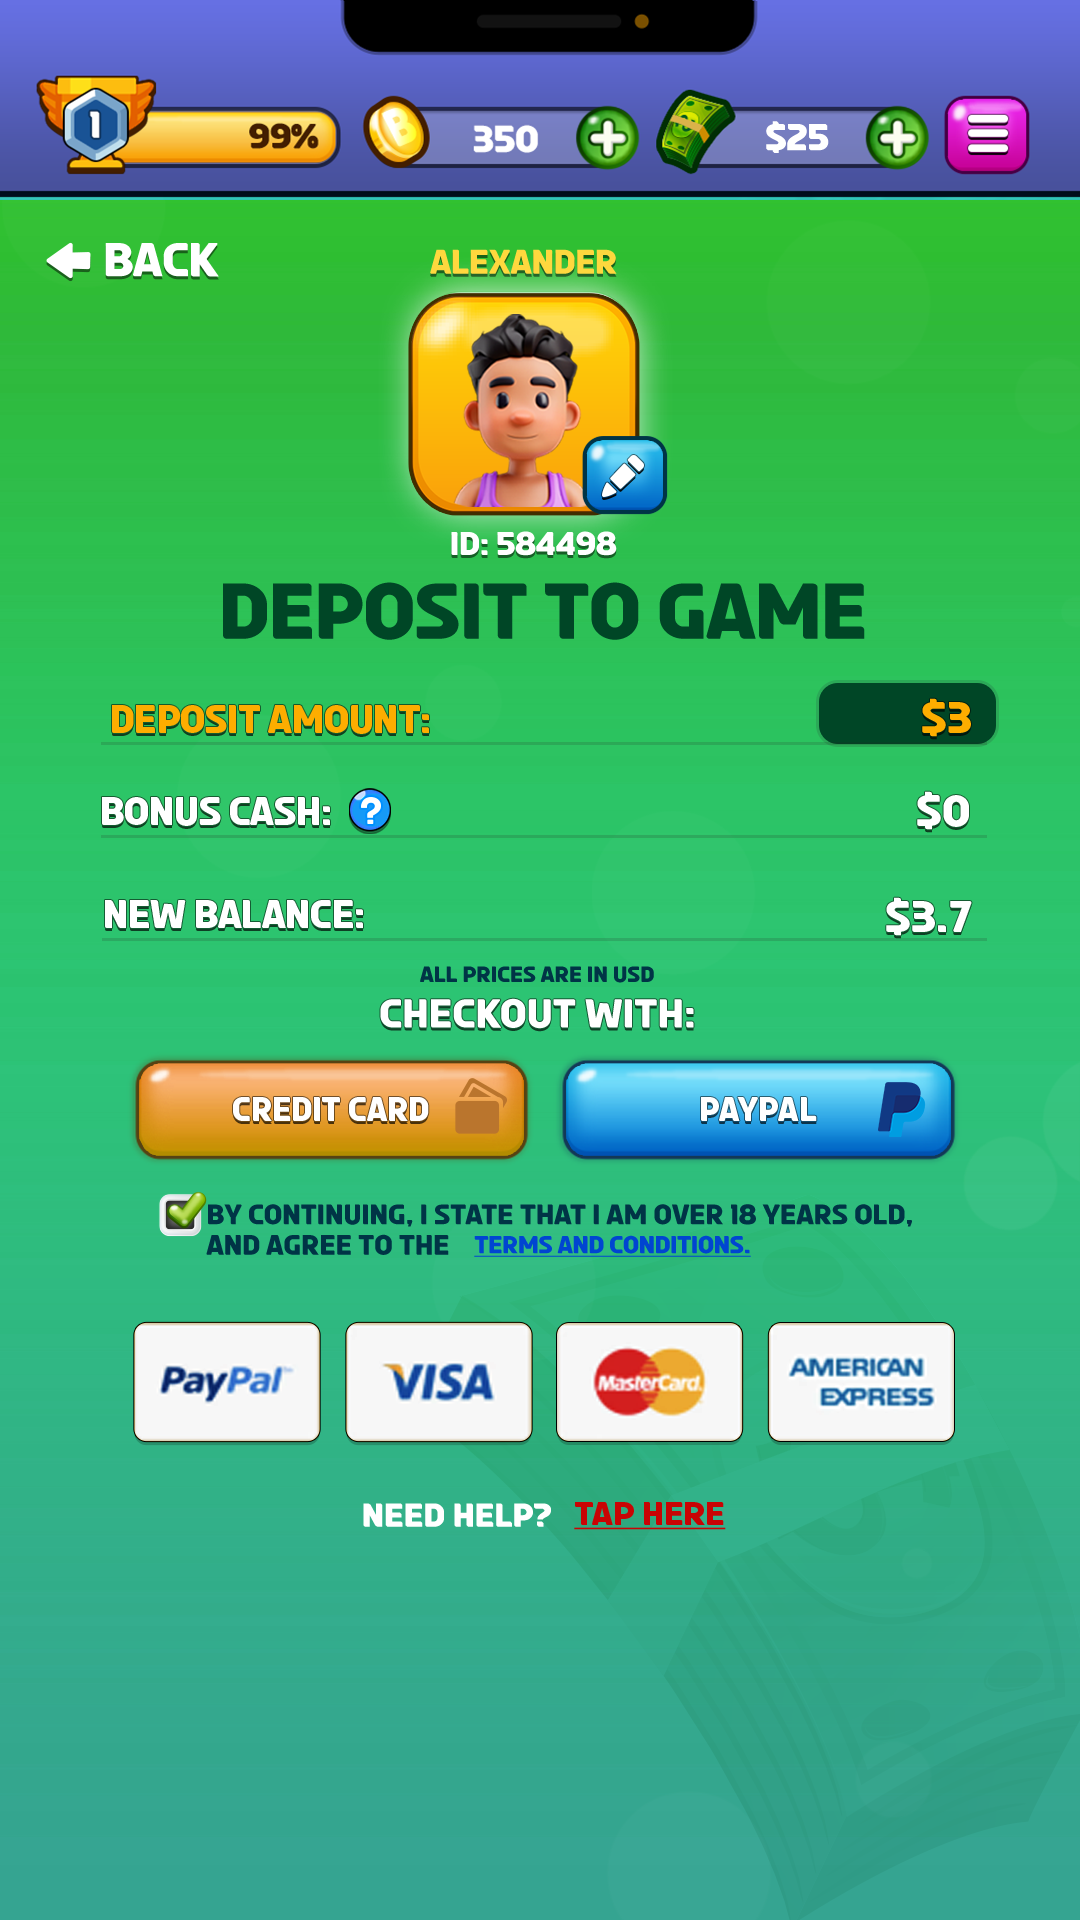 1
99%
350
$25
BACK
ALEXANDER
ID: 584498
DEPOSIT TO GAME
DEPOSIT AMOUNT: $3
BONUS CASH: ? $0
NEW BALANCE: $3.7
ALL PRICES ARE IN USD
CHECKOUT WITH:
CREDIT CARD
PAYPAL
BY CONTINUING, I STATE THAT I AM OVER 18 YEARS OLD,
AND AGREE TO THE TERMS AND CONDITIONS.
PayPal
VISA
MasterCard
AMERICAN
EXPRESS
NEED HELP? TAP HERE